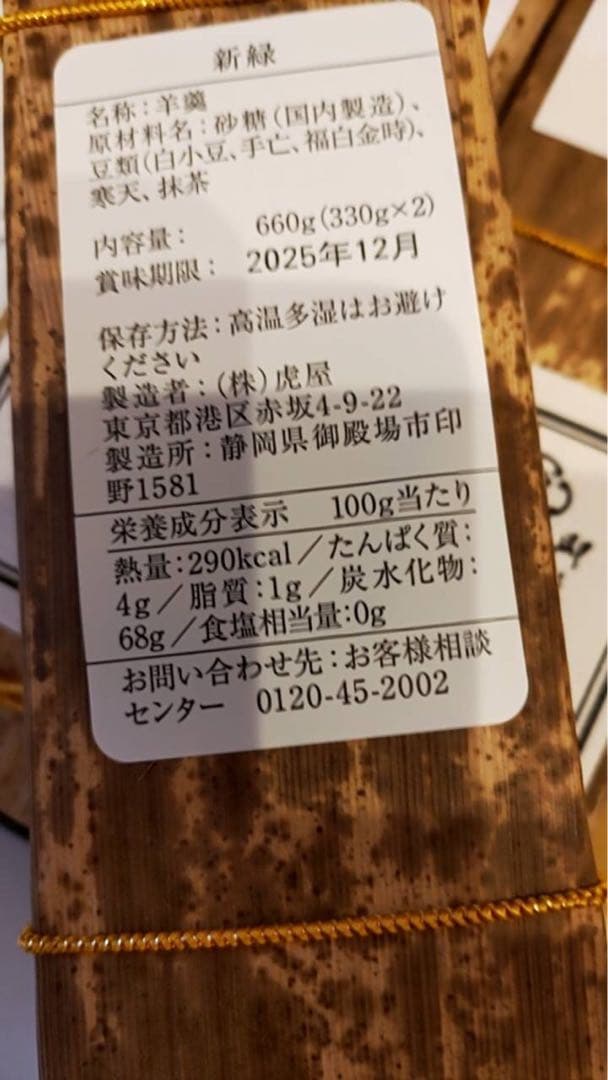 新緑
名称：羊羹
原材料名：砂糖（国内製造）、
豆類（白小豆、手亡、福白金時）、
寒天、抹茶
内容量： 660g（330g×2）
賞味期限： 2025年12月
保存方法：高温多湿はお避け
ください
製造者：（株）虎屋
東京都港区赤坂4-9-22
製造所：静岡県御殿場市印
野1581
栄養成分表示 100g当たり
熱量：290kcal／たんぱく質：
4g／脂質：1g／炭水化物：
68g／食塩相当量：0g
お問い合わせ先：お客様相談
センター 0120-45-2002